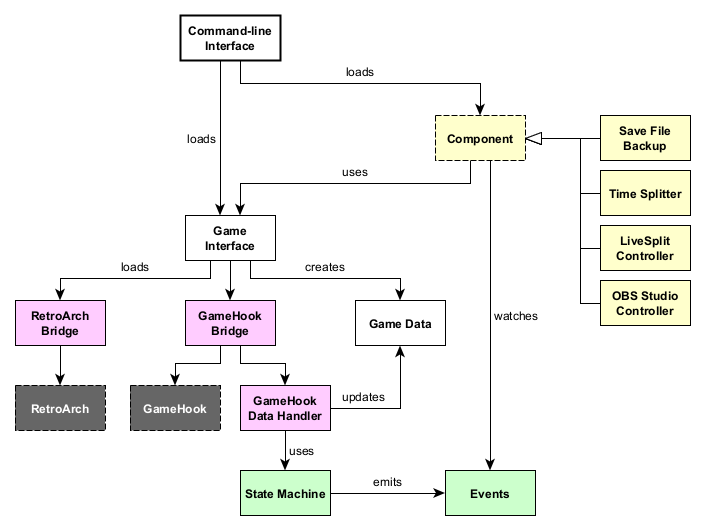 Command-line
Interface
loads
loads
Component
Save File
Backup
uses
Time Splitter
Game
Interface
LiveSplit
Controller
loads
creates
OBS Studio
Controller
RetroArch
Bridge
GameHook
Bridge
Game Data
watches
RetroArch
GameHook
GameHook
Data Handler
updates
uses
State Machine
emits
Events